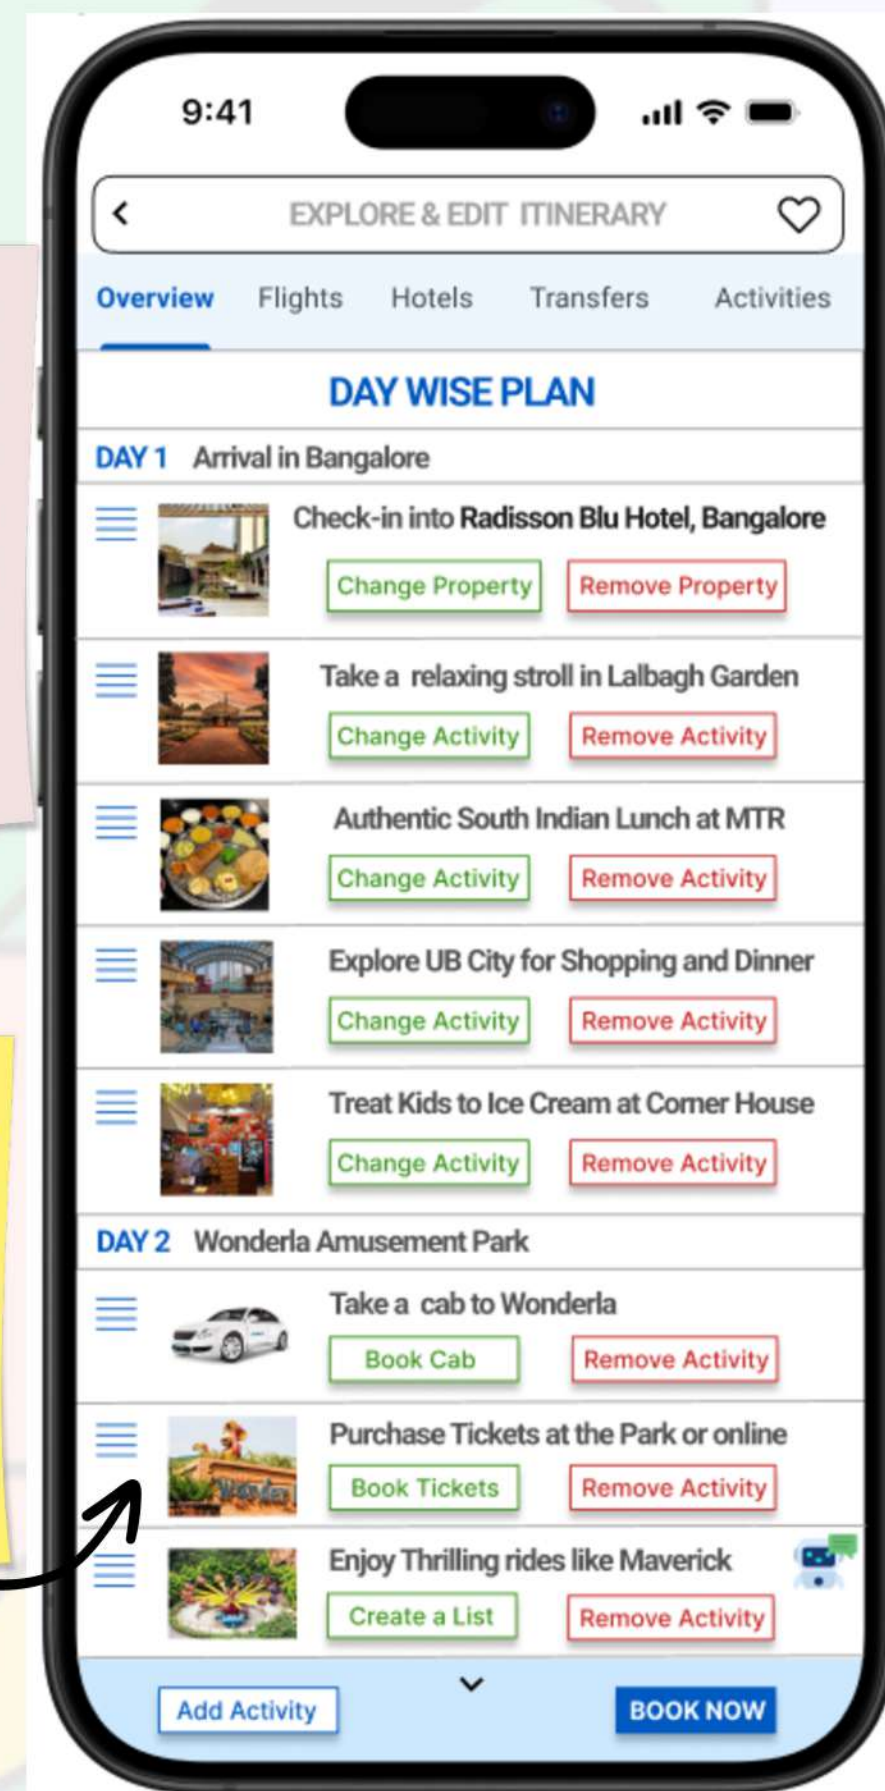 9:41
EXPLORE & EDIT ITINERARY
Overview Flights Hotels Transfers Activities
DAY WISE PLAN
DAY 1 Arrival in Bangalore
Check-in into Radisson Blu Hotel, Bangalore
Change Property Remove Property
Take a relaxing stroll in Lalbagh Garden
Change Activity Remove Activity
Authentic South Indian Lunch at MTR
Change Activity Remove Activity
Explore UB City for Shopping and Dinner
Change Activity Remove Activity
Treat Kids to Ice Cream at Corner House
Change Activity Remove Activity
DAY 2 Wonderla Amusement Park
Take a cab to Wonderla
Book Cab Remove Activity
Purchase Tickets at the Park or online
Book Tickets Remove Activity
Enjoy Thrilling rides like Maverick
Create a List Remove Activity
Add Activity BOOK NOW